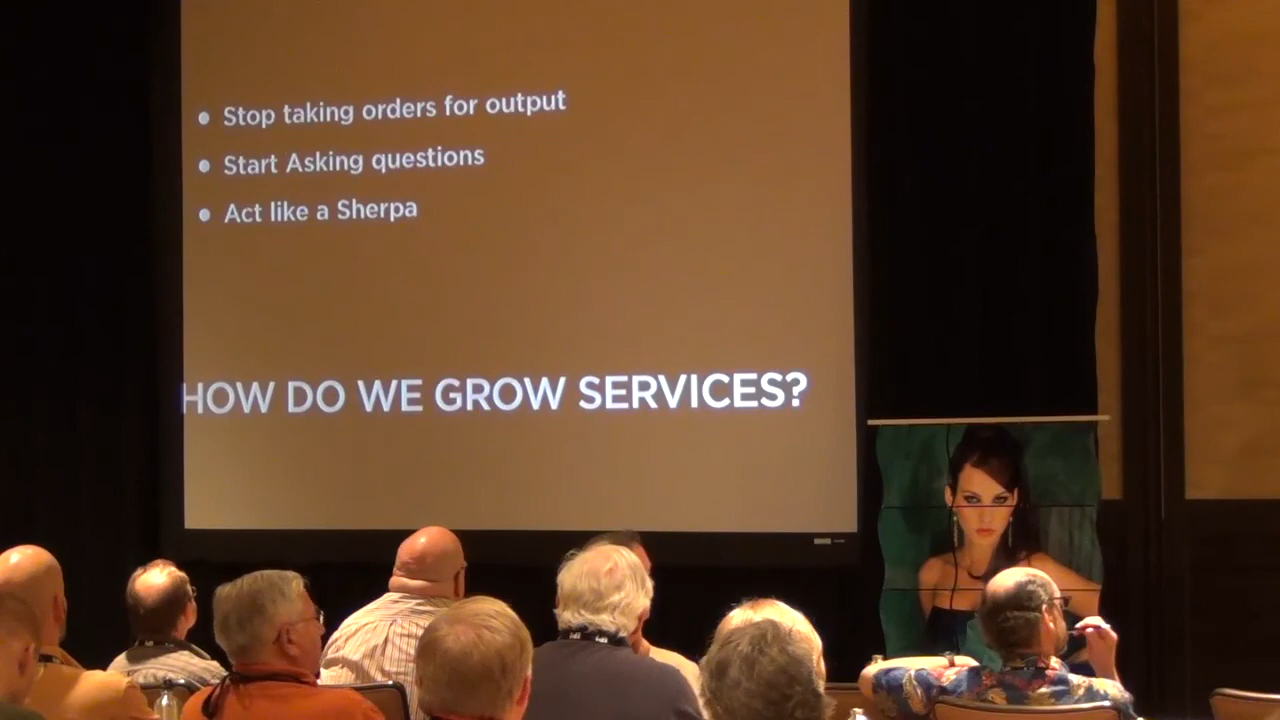 Stop taking orders for output
Start Asking questions
Act like a Sherpa
HOW DO WE GROW SERVICES?